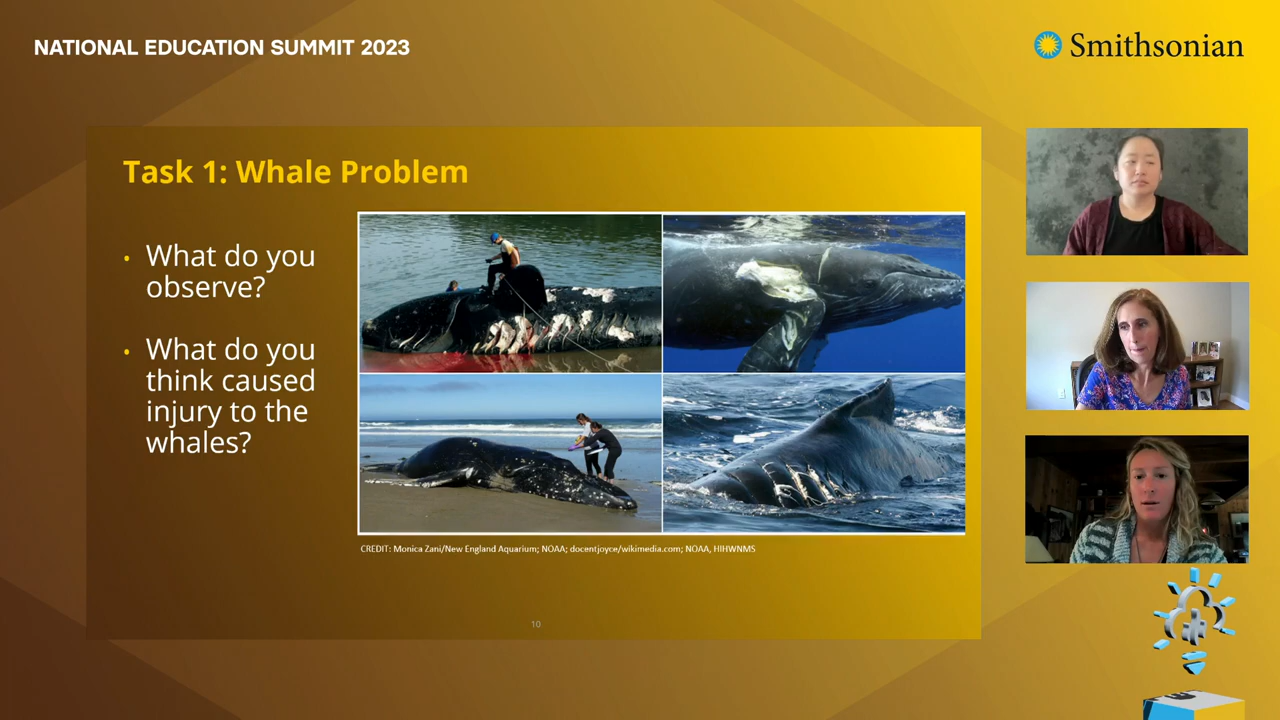 NATIONAL EDUCATION SUMMIT 2023
Smithsonian
Task 1: Whale Problem
• What do you
observe?
• What do you
think caused
injury to the
whales?
CREDIT: Monica Zani/New England Aquarium; NOAA; docentjoyce/wikimedia.com; NOAA, HIHWNMS
10